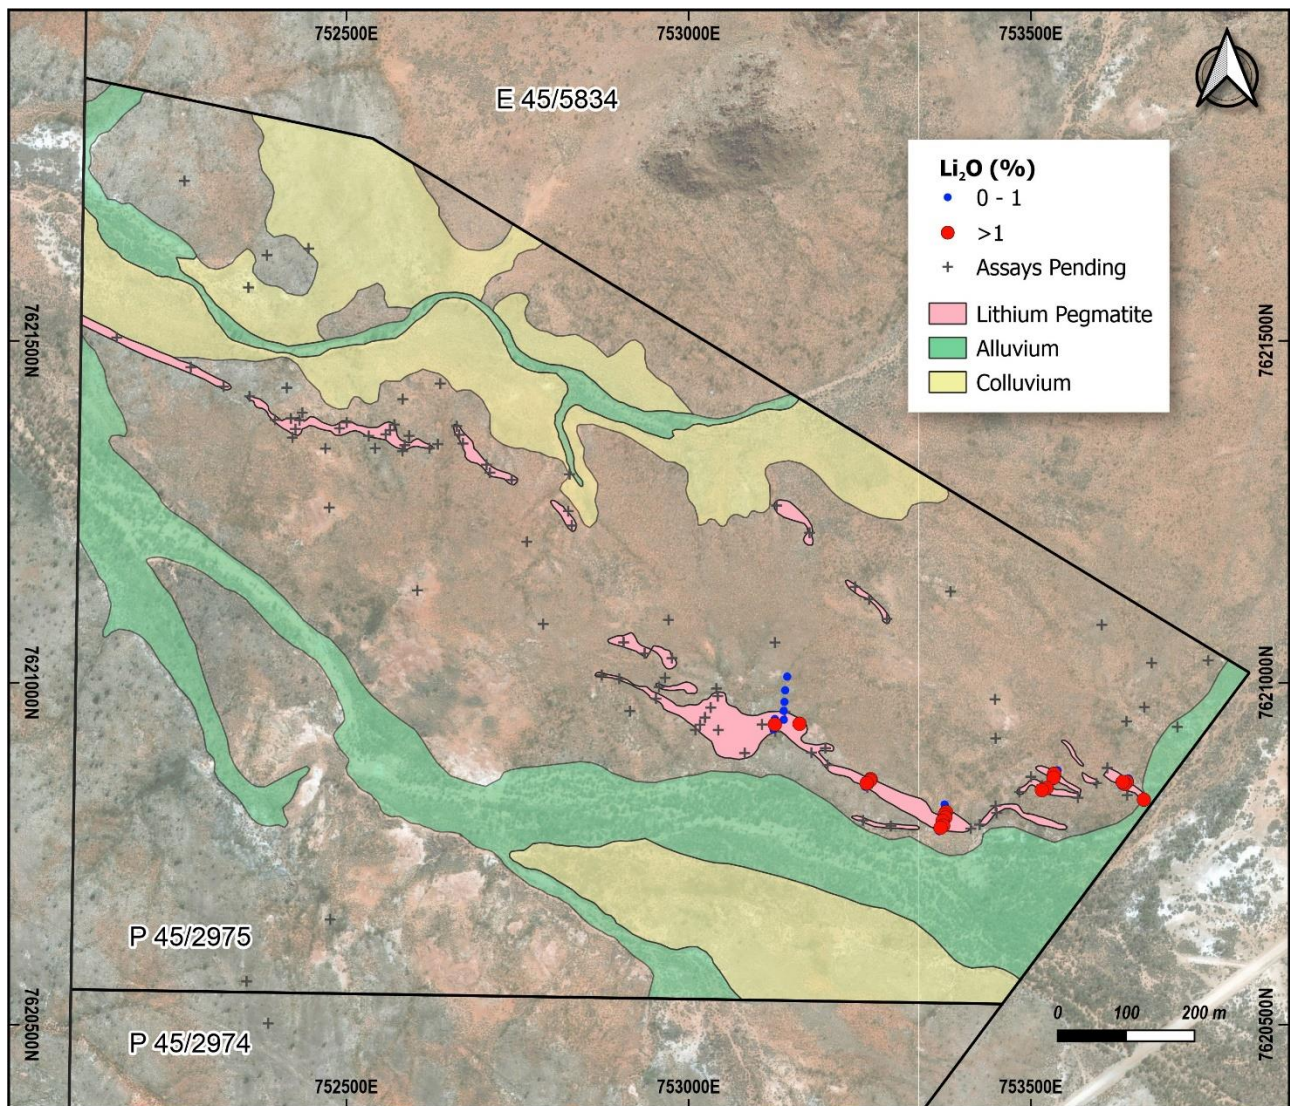 752500E
753000E
753500E
E 45/5834
Li₂O (%)
0 - 1
>1
Assays Pending
Lithium Pegmatite
Alluvium
Colluvium
7621500N
7621500N
7621000N
7621000N
P 45/2975
0 100 200 m
7620500N
7620500N
P 45/2974
752500E
753000E
753500E